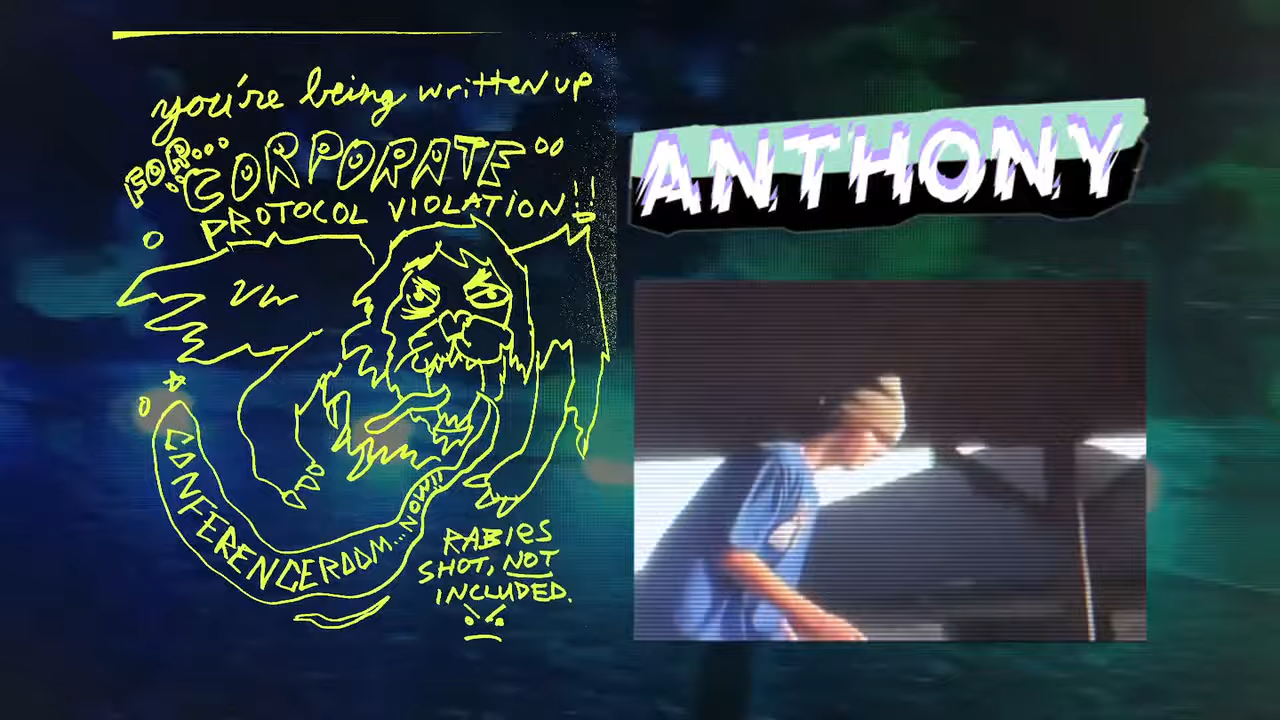 you're being written up
FOR...
CORPORATE
PROTOCOL VIOLATION!!
CONFERENCEROOM...NOW!!
RABIES
SHOT, NOT
INCLUDED.
ANTHONY